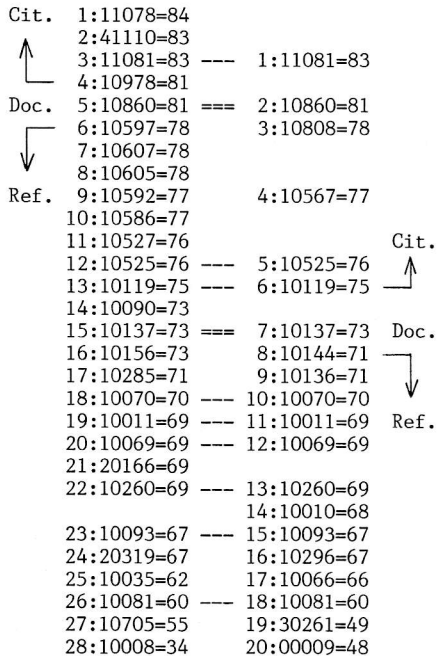 Cit. 1:11078=84
2:41110=83
3:11081=83 --- 1:11081=83
4:10978=81
Doc. 5:10860=81 === 2:10860=81
6:10597=78 3:10808=78
7:10607=78
8:10605=78
Ref. 9:10592=77 4:10567=77
10:10586=77
11:10527=76 Cit.
12:10525=76 --- 5:10525=76
13:10119=75 --- 6:10119=75
14:10090=73
15:10137=73 === 7:10137=73 Doc.
16:10156=73 8:10144=71
17:10285=71 9:10136=71
18:10070=70 --- 10:10070=70
19:10011=69 --- 11:10011=69 Ref.
20:10069=69 --- 12:10069=69
21:20166=69
22:10260=69 --- 13:10260=69
14:10010=68
23:10093=67 --- 15:10093=67
24:20319=67 16:10296=67
25:10035=62 17:10066=66
26:10081=60 --- 18:10081=60
27:10705=55 19:30261=49
28:10008=34 20:00009=48